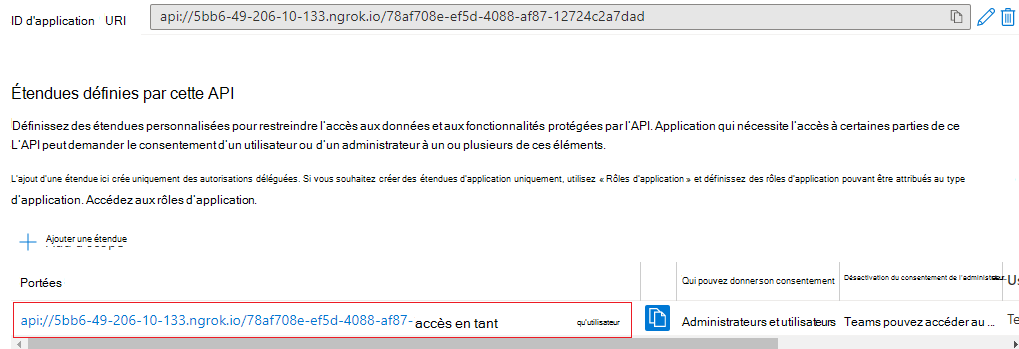 ID d'application URI api://5bb6-49-206-10-133.ngrok.io/78af708e-ef5d-4088-af87-12724c2a7dad
Étendues définies par cette API
Définissez des étendues personnalisées pour restreindre l'accès aux données et aux fonctionnalités protégées par l'API. Application qui nécessite l'accès à certaines parties de ce
L'API peut demander le consentement d'un utilisateur ou d'un administrateur à un ou plusieurs de ces éléments.
L'ajout d'une étendue ici crée uniquement des autorisations déléguées. Si vous souhaitez créer des étendues d'application uniquement, utilisez « Rôles d'application » et définissez des rôles d'application pouvant être attribués au type
d'application. Accédez aux rôles d'application.
Ajouter une étendue
Portées Qui pouvez donner son consentement Désactivation du consentement de l'administrateur
api://5bb6-49-206-10-133.ngrok.io/78af708e-ef5d-4088-af87- accès en tant qu'utilisateur Administrateurs et utilisateurs Teams pouvez accéder au ... Te